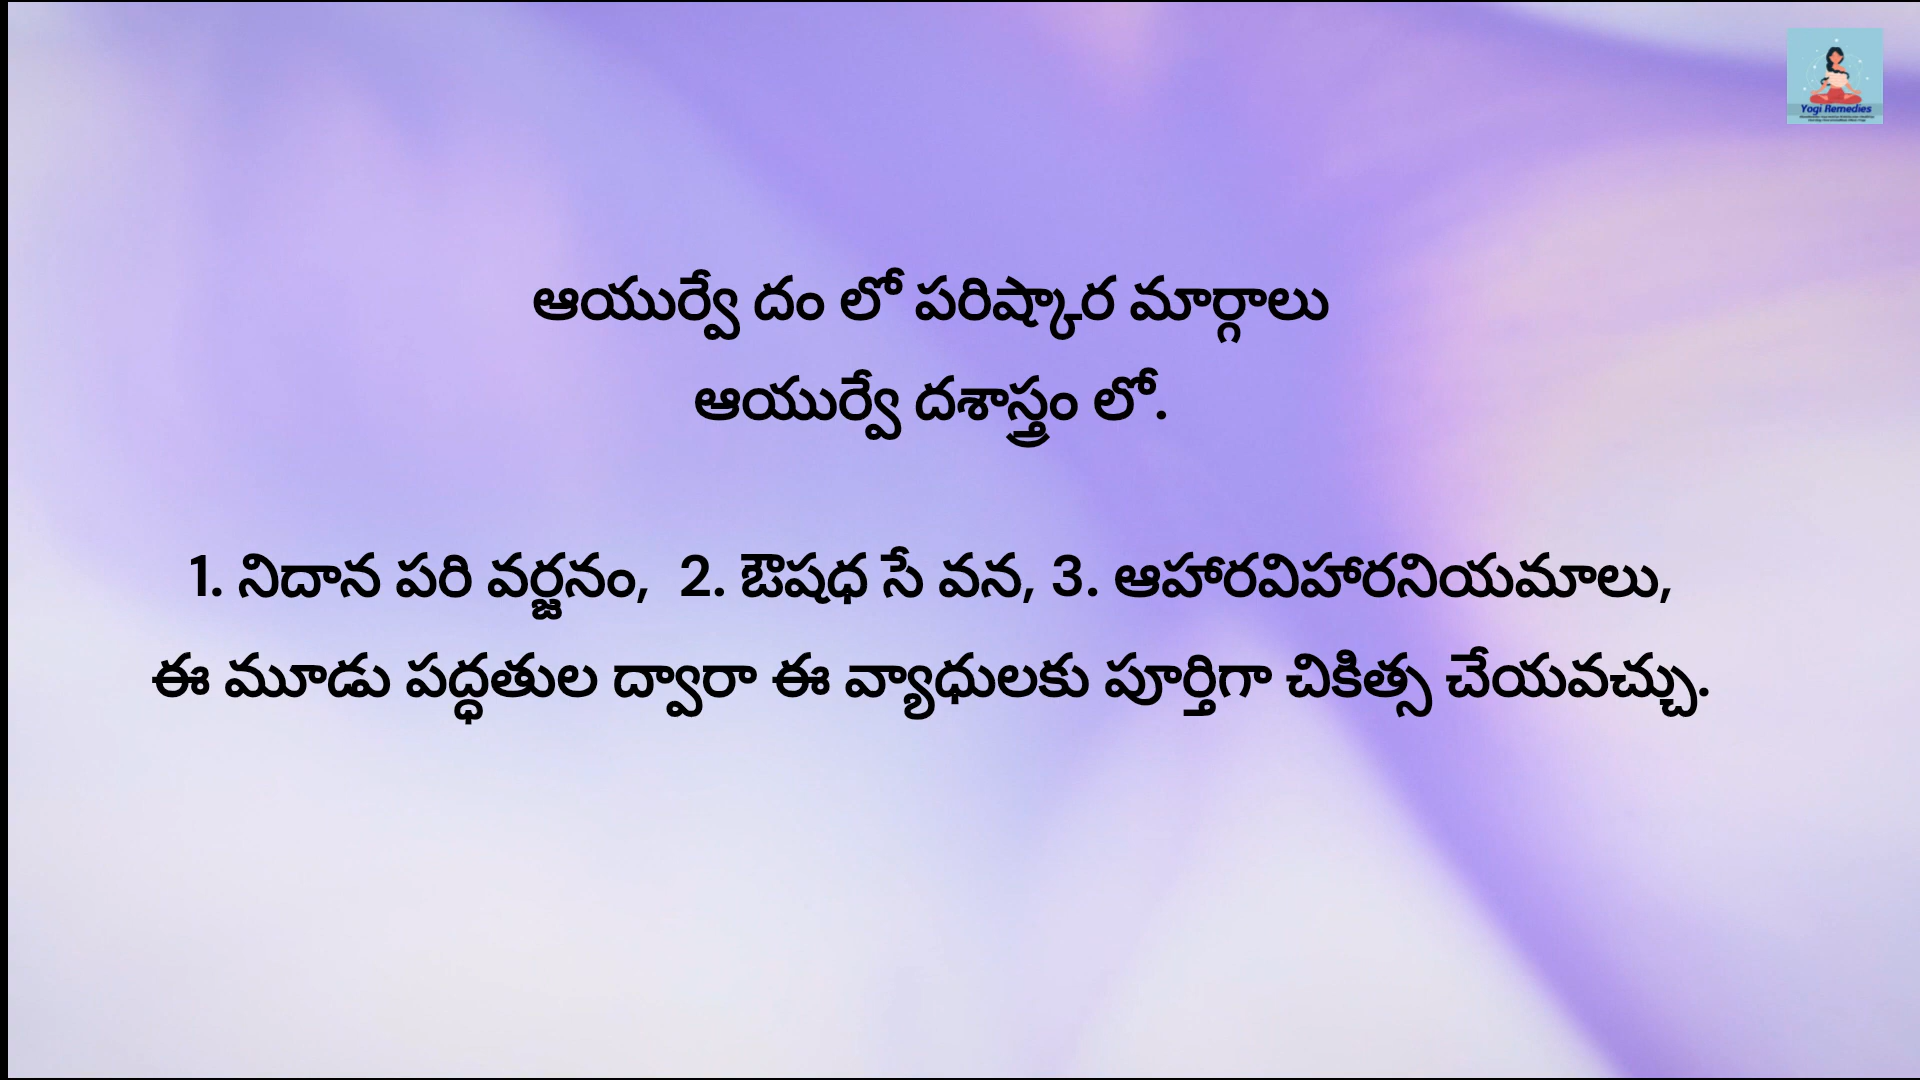 Yogi Remedies
ఆయుర్వే దం లో పరిష్కార మార్గాలు
ఆయుర్వే దశాస్త్రం లో.
1. నిదాన పరి వర్జనం,  2. ఔషధ సే వన, 3. ఆహారవిహారనియమాలు,
ఈ మూడు పద్ధతుల ద్వారా ఈ వ్యాధులకు పూర్తిగా చికిత్స చేయవచ్చు.